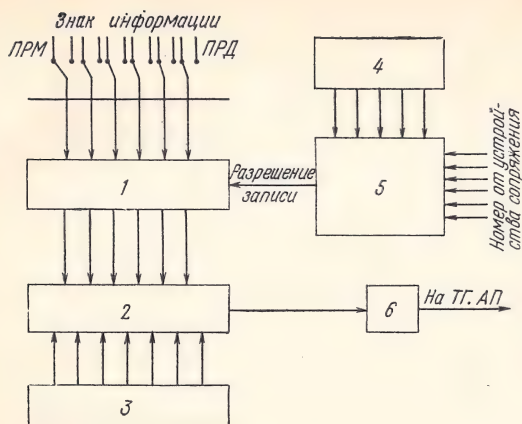 Знак информации
ПРМ
ПРД
4
1
Разрешение
записи
5
Номер от устрой-
ства сопряжения
2
6
На ТГ. АП
3